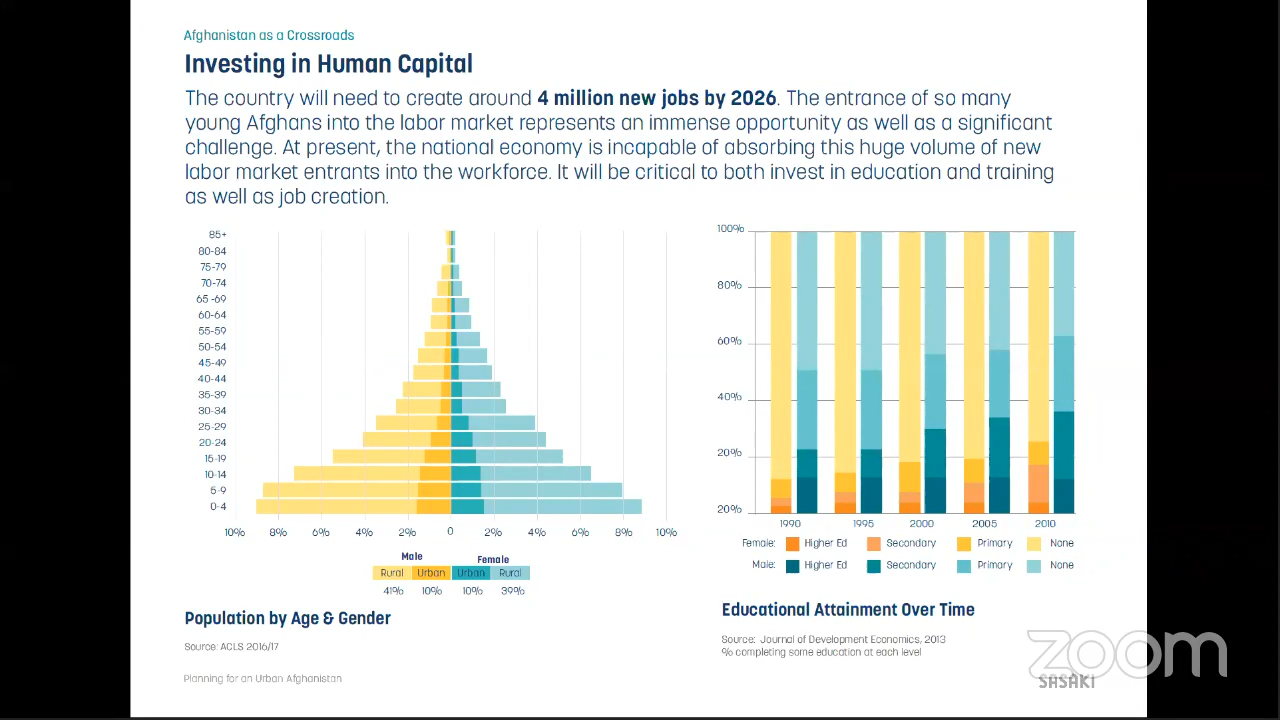 Afghanistan as a Crossroads
Investing in Human Capital
The country will need to create around 4 million new jobs by 2026. The entrance of so many
young Afghans into the labor market represents an immense opportunity as well as a significant
challenge. At present, the national economy is incapable of absorbing this huge volume of new
labor market entrants into the workforce. It will be critical to both invest in education and training
as well as job creation.
85+
80-84
75-79
70-74
65-69
60-64
55-59
50-54
45-49
40-44
35-39
30-34
25-29
20-24
15-19
10-14
5-9
0-4
10% 8% 6% 4% 2% 0 2% 4% 6% 8% 10%
Male Female
Rural Urban Urban Rural
41% 10% 10% 39%
Population by Age & Gender
Source: ACLS 2016/17
100%
80%
60%
40%
20%
20%
1990 1995 2000 2005 2010
Female: Higher Ed Secondary Primary None
Male: Higher Ed Secondary Primary None
Educational Attainment Over Time
Source: Journal of Development Economics, 2013
% completing some education at each level
Planning for an Urban Afghanistan
SASAKI
zoom